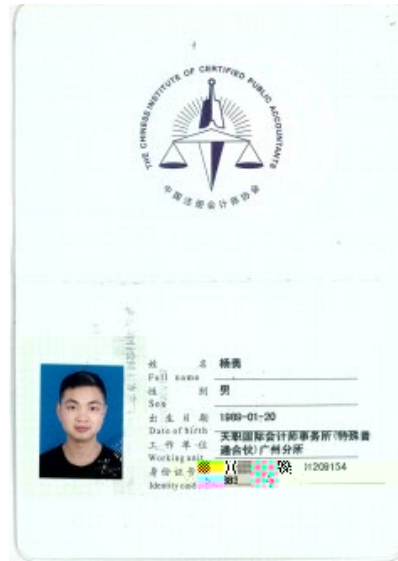 THE CHINESE INSTITUTE OF CERTIFIED PUBLIC ACCOUNTANTS
中国注册会计师协会
姓 名 杨勇
Full name
性 别 男
Sex
出 生 日 期 1989-01-20
Date of birth
工 作 单 位 天职国际会计师事务所(特殊普
Working unit 通合伙)广州分所
身份证号
Identity card